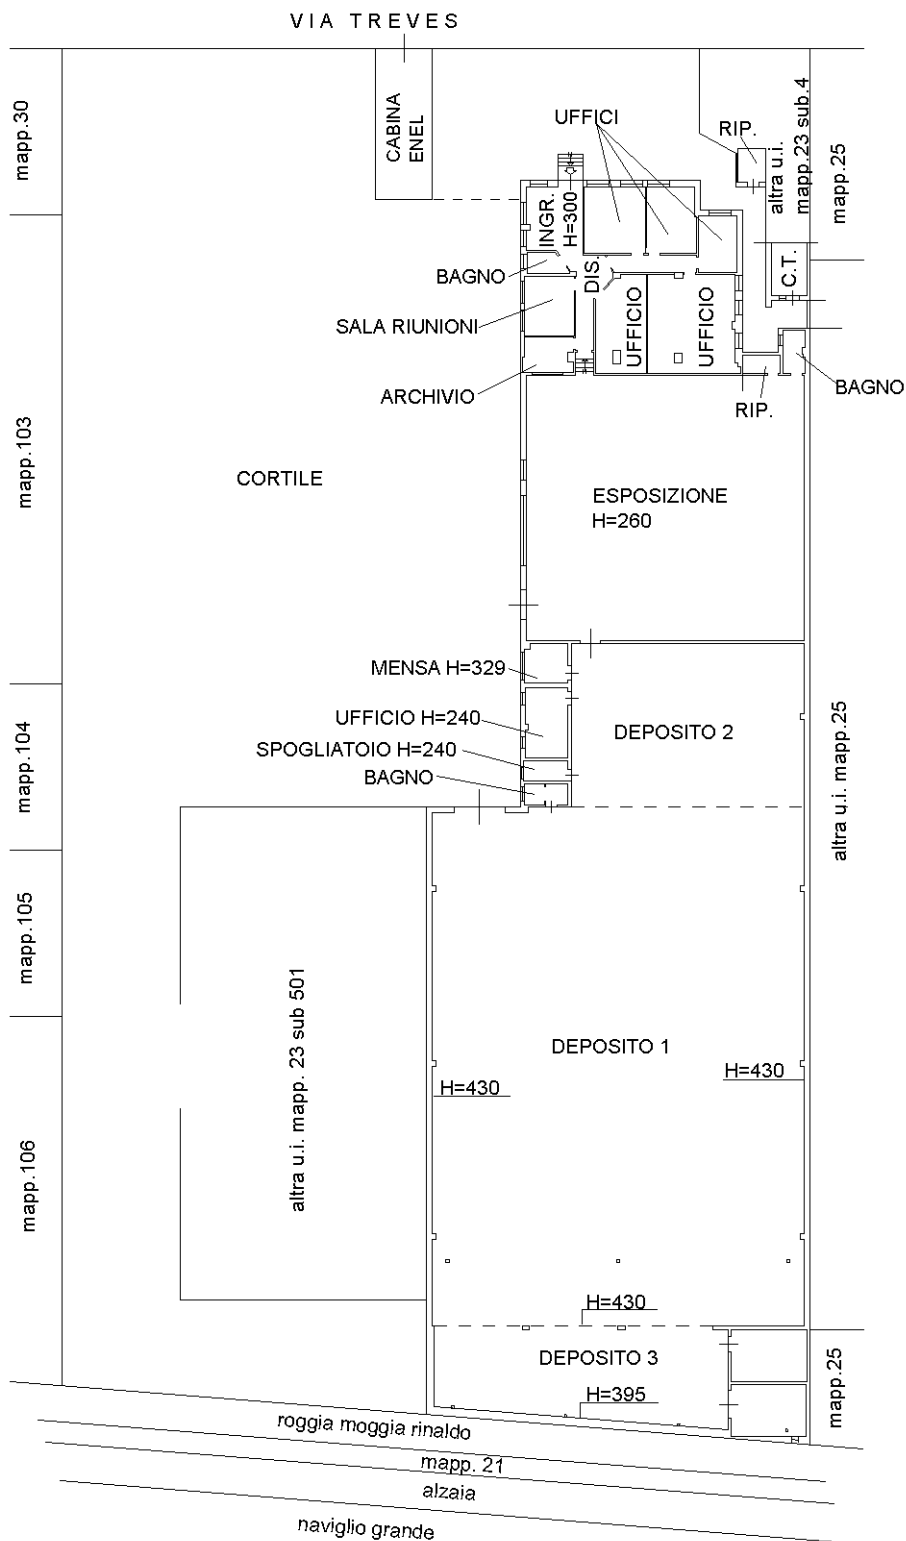 VIA TREVES
mapp.30
CABINA
ENEL
UFFICI
RIP.
altra u.i.
mapp.23 sub.4
mapp.25
INGR.
H=300
BAGNO
DIS.
C.T.
SALA RIUNIONI
UFFICIO
UFFICIO
ARCHIVIO
RIP.
BAGNO
mapp.103
CORTILE
ESPOSIZIONE
H=260
MENSA H=329
UFFICIO H=240
SPOGLIATOIO H=240
BAGNO
DEPOSITO 2
mapp.104
altra u.i. mapp.25
mapp.105
altra u.i. mapp. 23 sub 501
DEPOSITO 1
H=430
H=430
mapp.106
H=430
DEPOSITO 3
H=395
mapp.25
roggia moggia rinaldo
mapp. 21
alzaia
naviglio grande